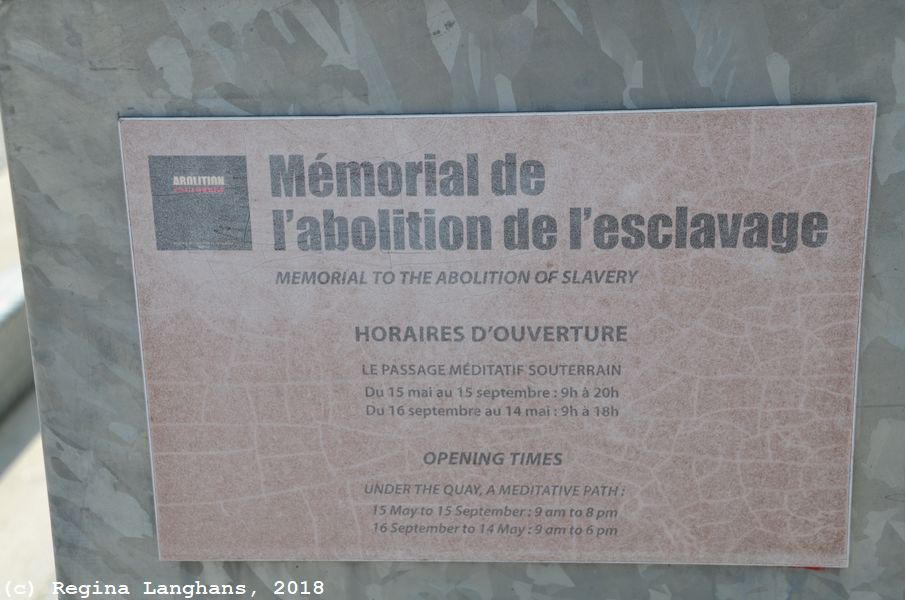 ABOLITION
Mémorial de
l'abolition de l'esclavage
MEMORIAL TO THE ABOLITION OF SLAVERY
HORAIRES D'OUVERTURE
LE PASSAGE MÉDITATIF SOUTERRAIN
Du 15 mai au 15 septembre : 9h à 20h
Du 16 septembre au 14 mai : 9h à 18h
OPENING TIMES
UNDER THE QUAY, A MEDITATIVE PATH :
15 May to 15 September : 9 am to 8 pm
16 September to 14 May : 9 am to 6 pm
(c) Regina Langhans, 2018